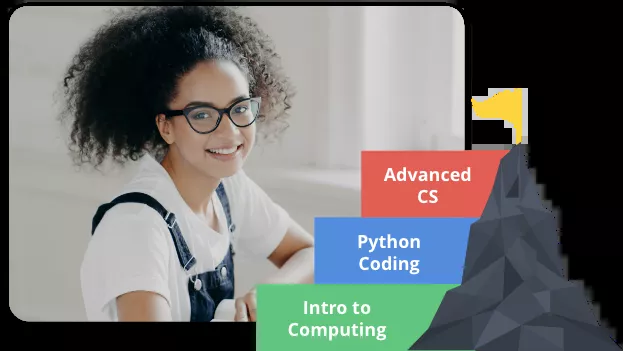 Advanced
CS
Python
Coding
Intro to
Computing